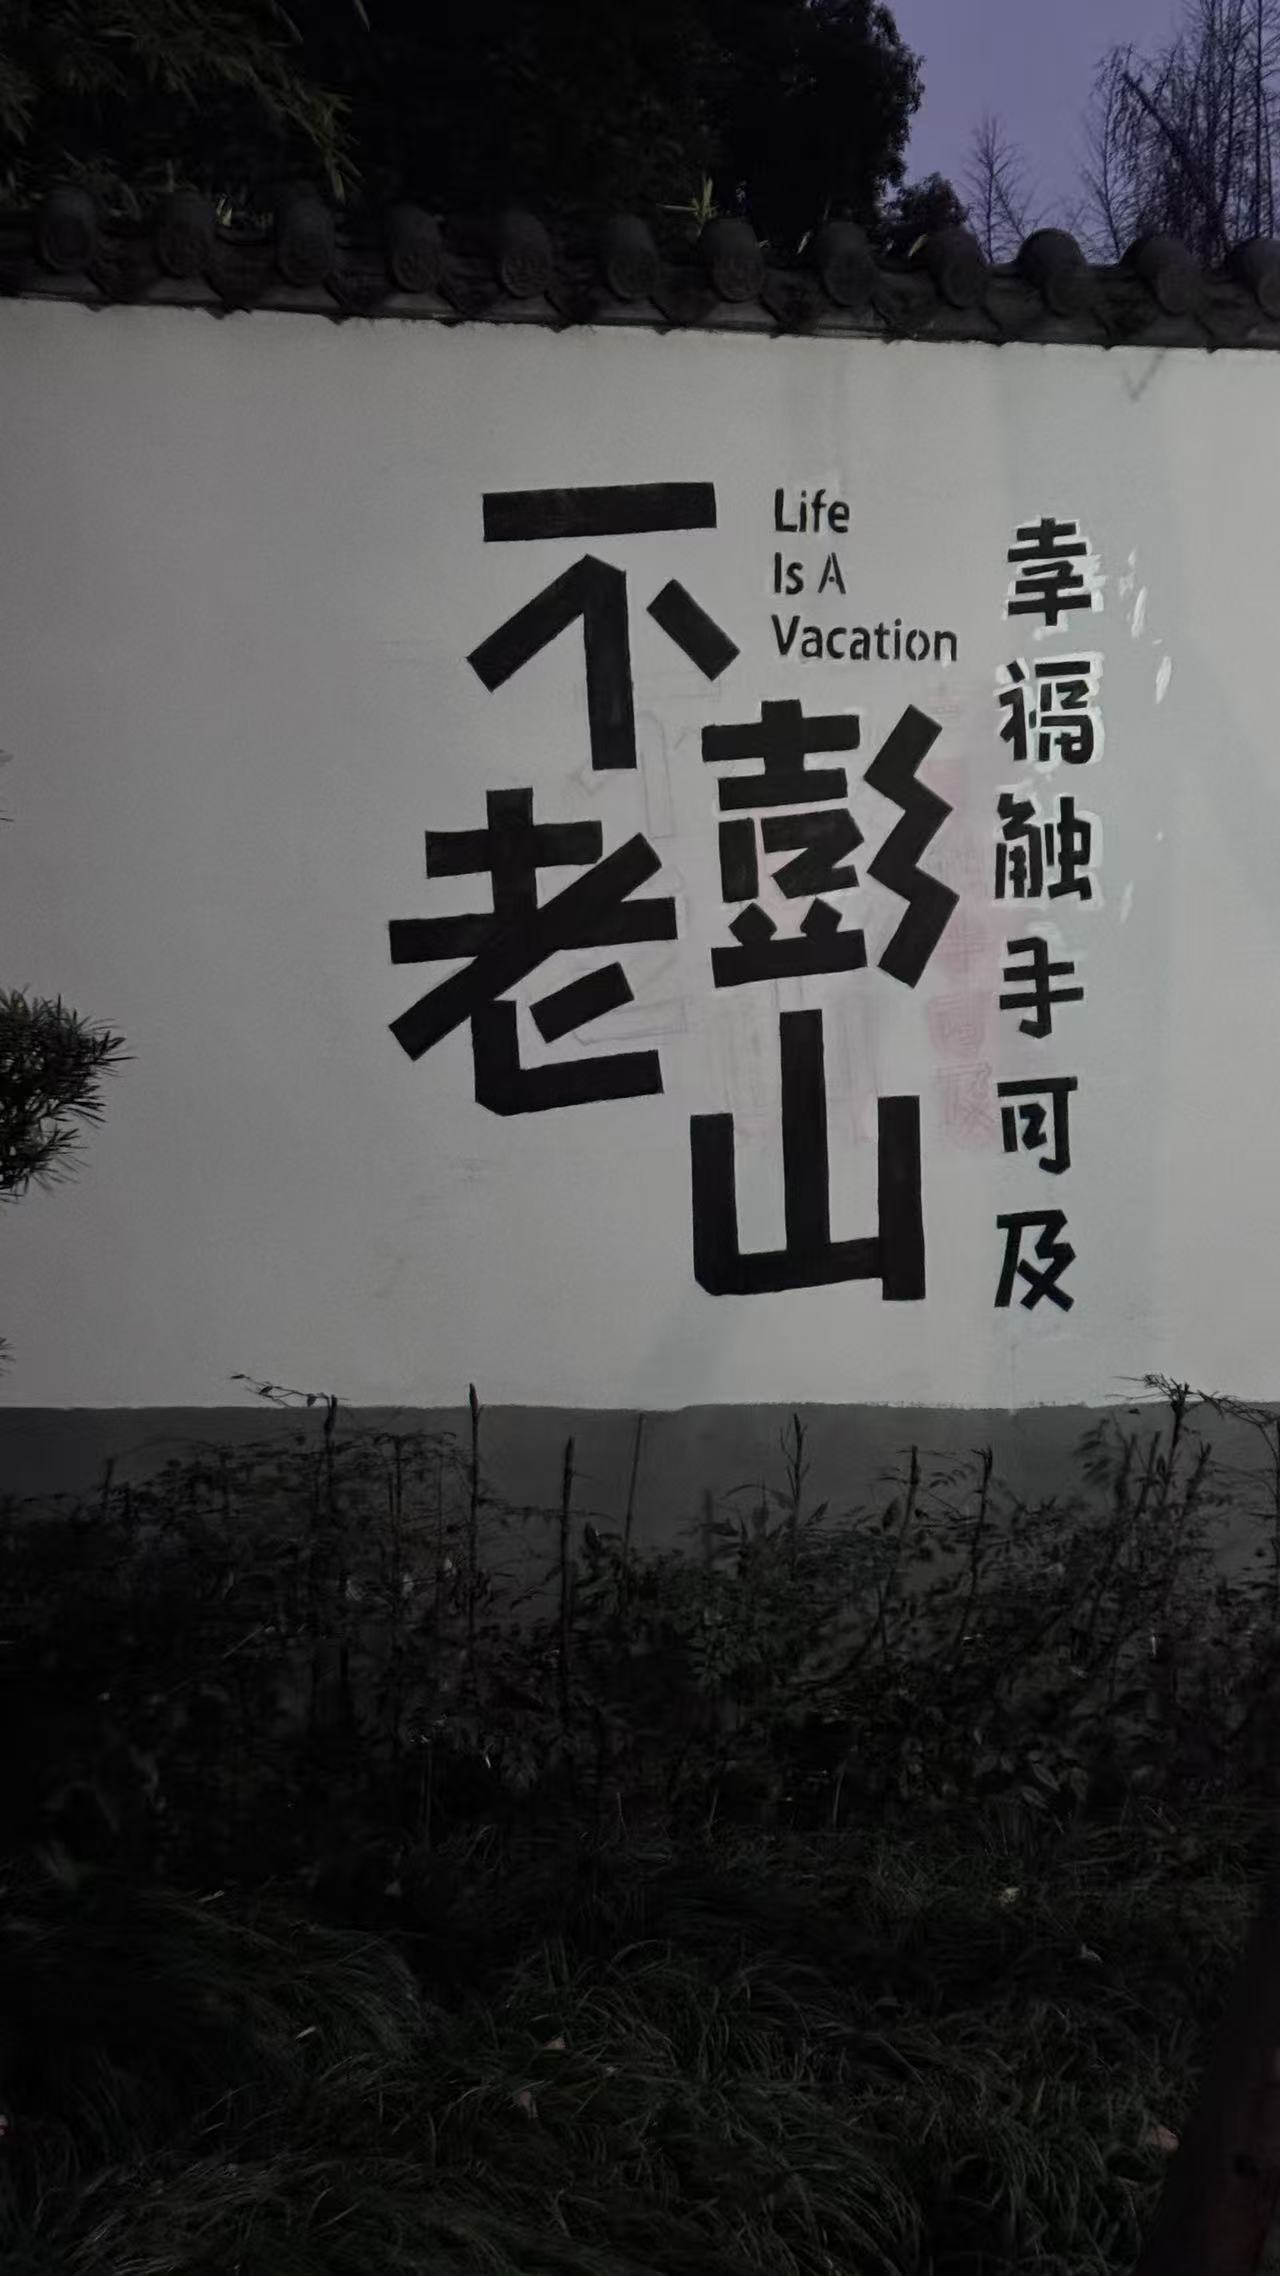 不老
彭山
Life
Is A
Vacation
幸福触手可及